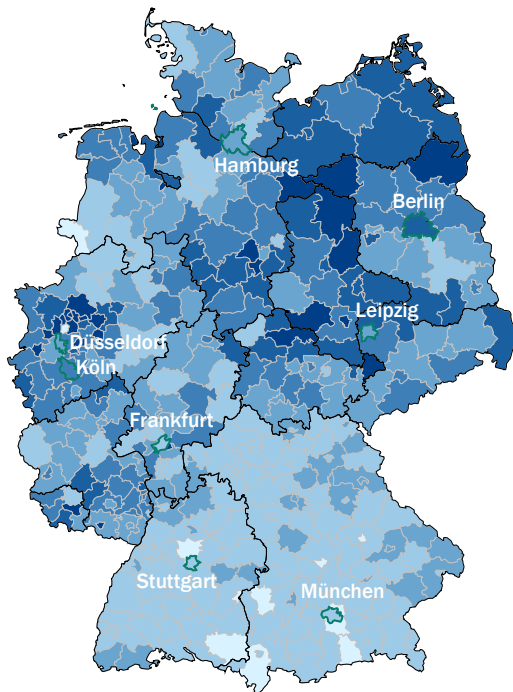 Hamburg
Berlin
Leipzig
Düsseldorf
Köln
Frankfurt
Stuttgart
München